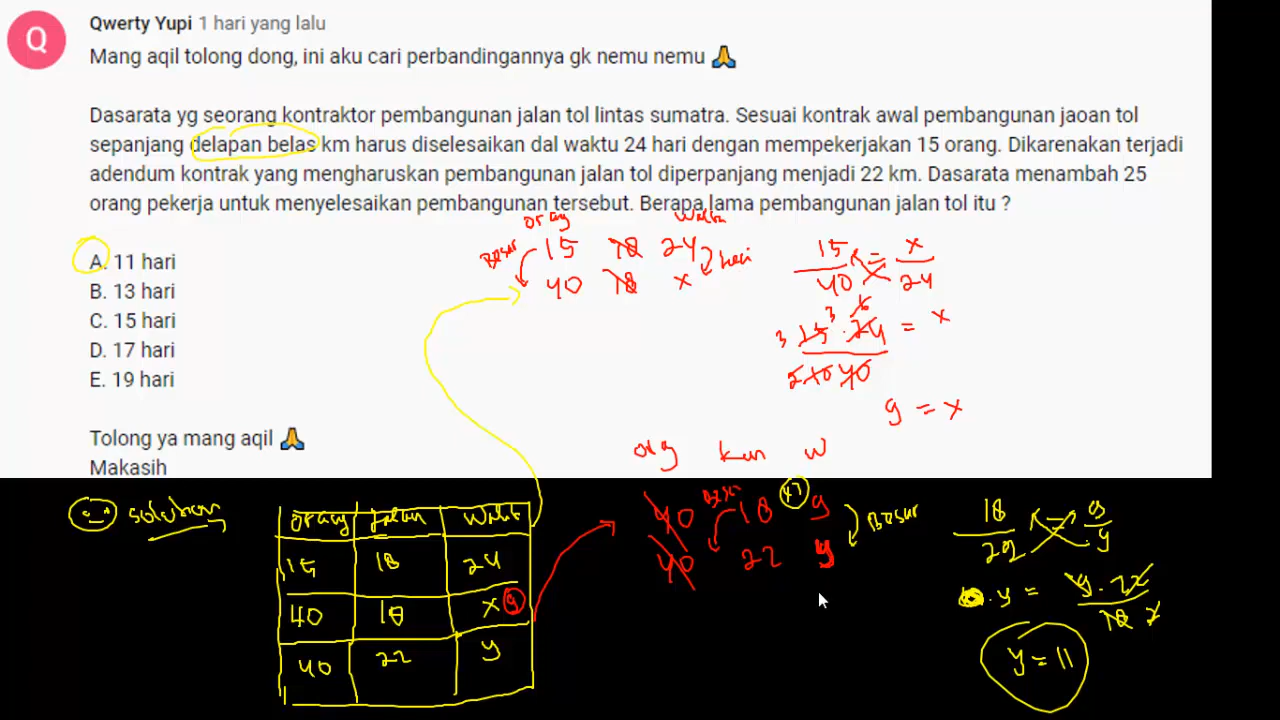 Qwerty Yupi 1 hari yang lalu
Q
Mang aqil tolong dong, ini aku cari perbandingannya gk nemu nemu 🙏
Dasarata yg seorang kontraktor pembangunan jalan tol lintas sumatra. Sesuai kontrak awal pembangunan jaoan tol
sepanjang delapan belas km harus diselesaikan dal waktu 24 hari dengan mempekerjakan 15 orang. Dikarenakan terjadi
adendum kontrak yang mengharuskan pembangunan jalan tol diperpanjang menjadi 22 km. Dasarata menambah 25
orang pekerja untuk menyelesaikan pembangunan tersebut. Berapa lama pembangunan jalan tol itu ?
A. 11 hari
B. 13 hari
C. 15 hari
D. 17 hari
E. 19 hari
Tolong ya mang aqil 🙏
Makasih
orang waktu
15 18 24 hari
40 18 x
15/40 = x/24
15 . 24 = x
9 = x
org km w
40 18 9
40 22 y
solution
orang jalan waktu
15 18 24
40 18 x 9
40 22 y
18/22 = 9/y
y = 9 . 22/18
y = 11